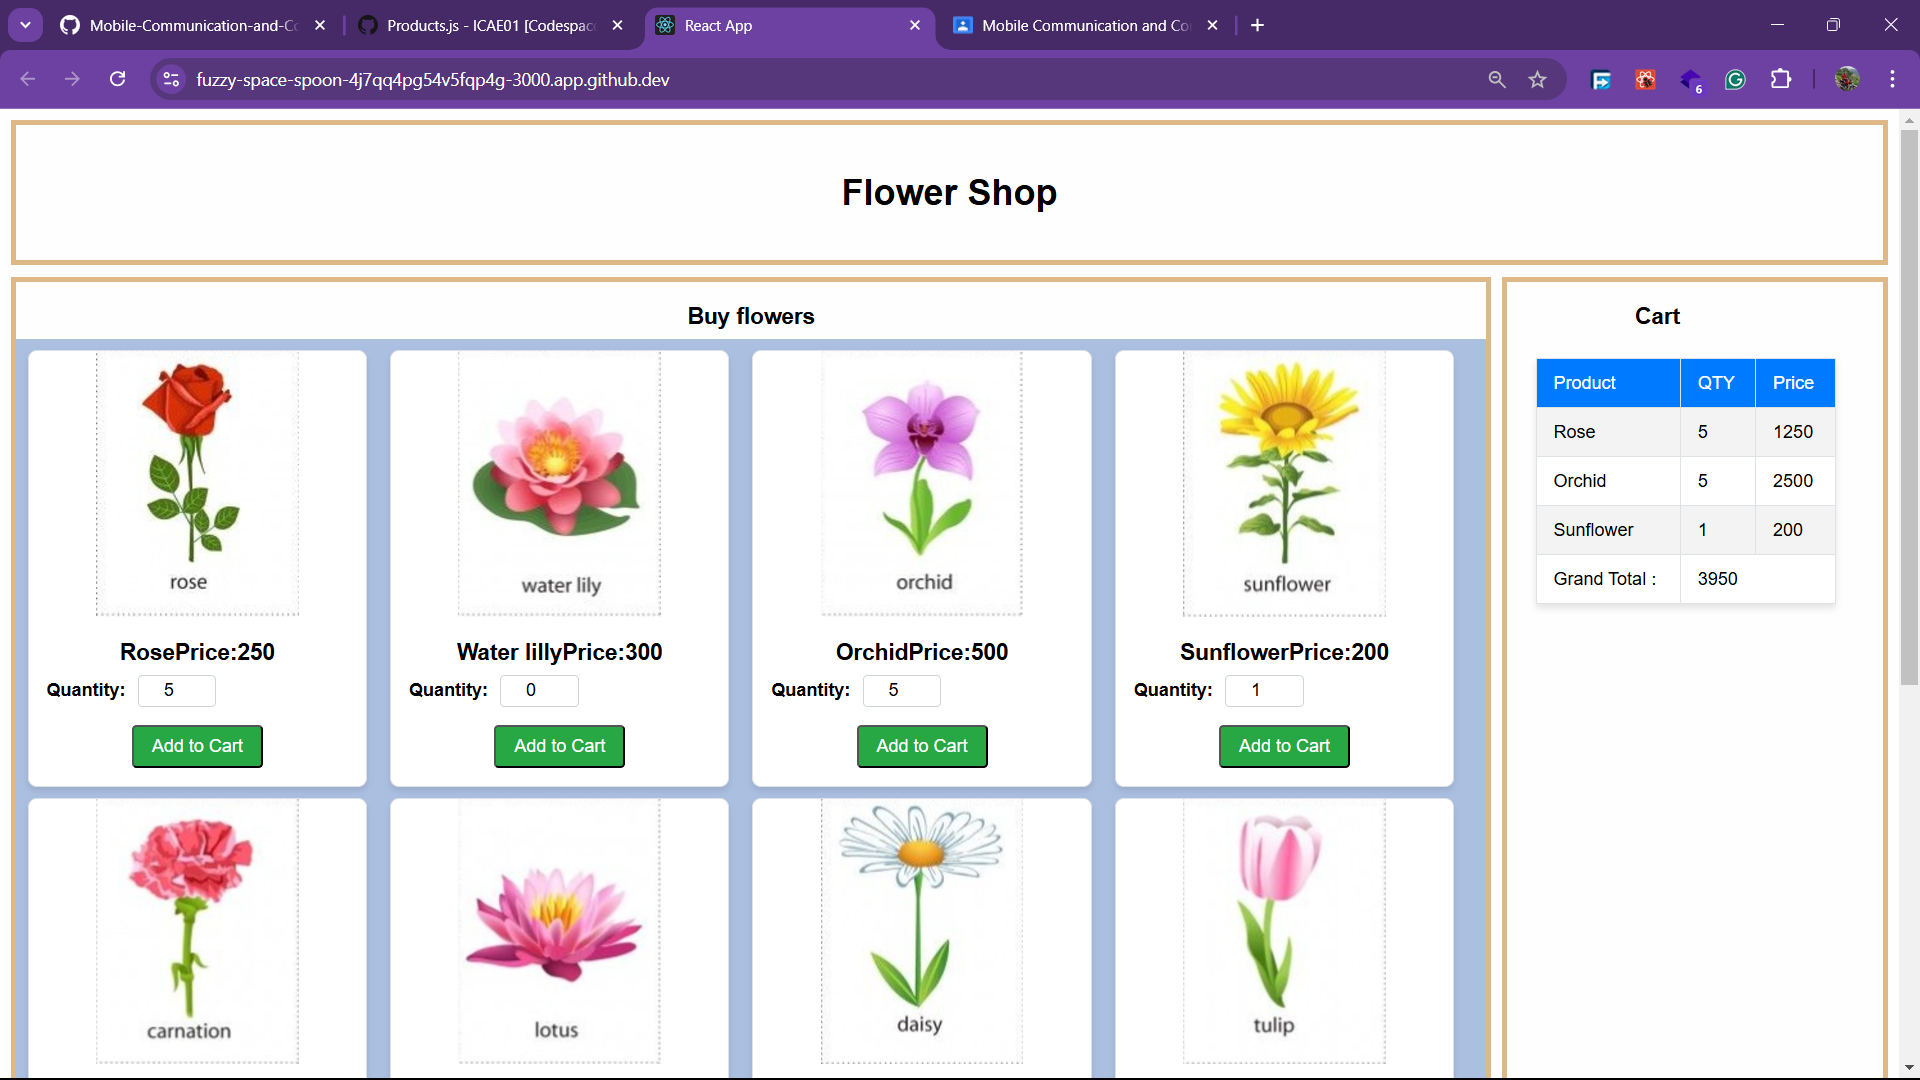 Mobile-Communication-and-Co
Products.js - ICAE01 [Codespac
React App
Mobile Communication and Co
fuzzy-space-spoon-4j7qq4pg54v5fqp4g-3000.app.github.dev
6
Flower Shop
Buy flowers
Cart
rose
water lily
orchid
sunflower
RosePrice:250
Water lillyPrice:300
OrchidPrice:500
SunflowerPrice:200
Quantity: 5
Quantity: 0
Quantity: 5
Quantity: 1
Add to Cart
Add to Cart
Add to Cart
Add to Cart
carnation
lotus
daisy
tulip
Product QTY Price
Rose 5 1250
Orchid 5 2500
Sunflower 1 200
Grand Total : 3950